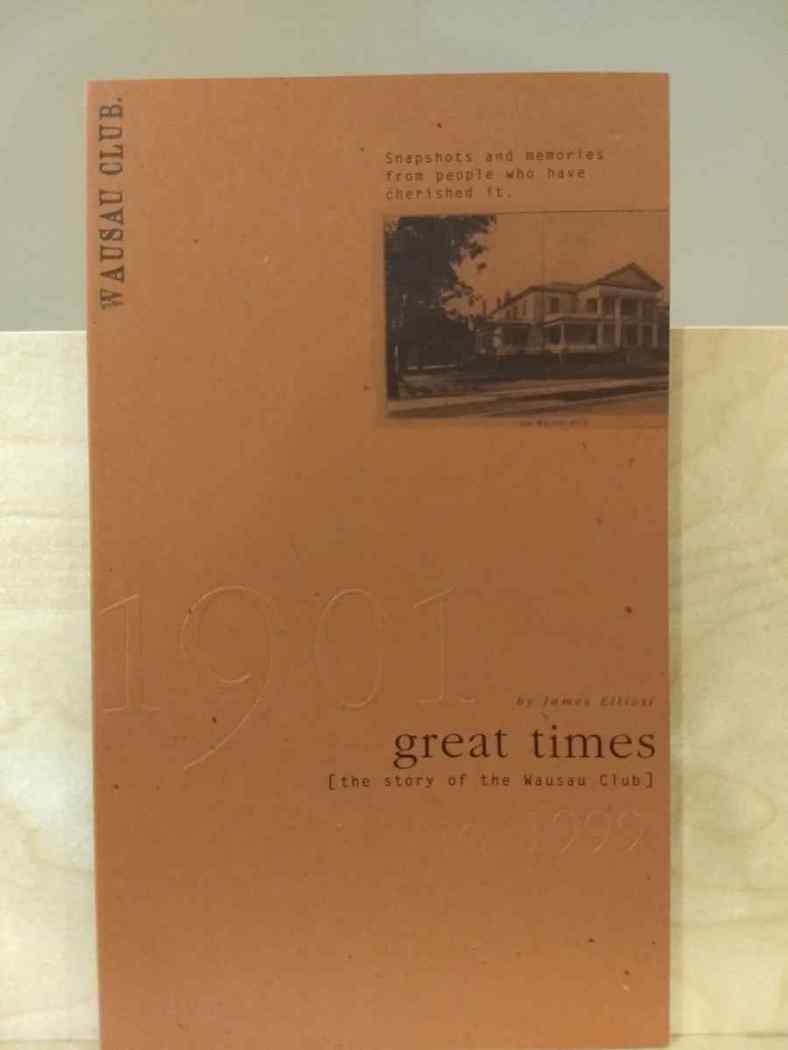 WAUSAU CLUB.
Snapshots and memories
from people who have
cherished it.
1901
by James Elliott
great times
[the story of the Wausau Club]
1999